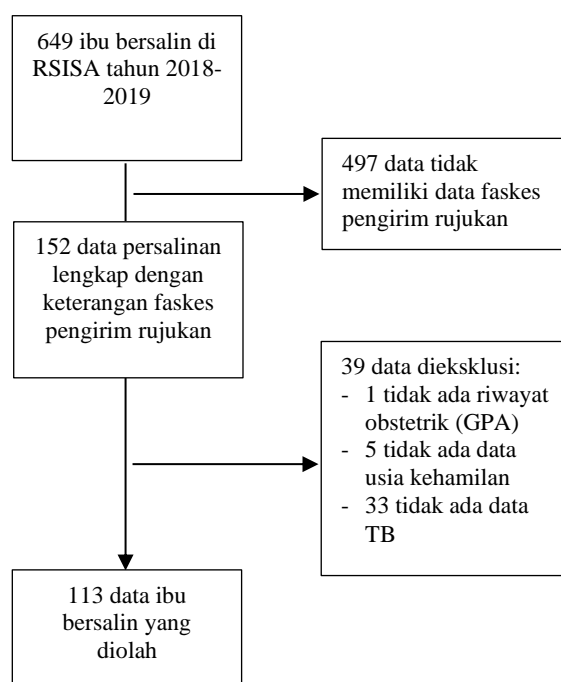 649 ibu bersalin di
RSISA tahun 2018-
2019
497 data tidak
memiliki data faskes
pengirim rujukan
152 data persalinan
lengkap dengan
keterangan faskes
pengirim rujukan
39 data dieksklusi:
- 1 tidak ada riwayat
obstetrik (GPA)
- 5 tidak ada data
usia kehamilan
- 33 tidak ada data
TB
113 data ibu
bersalin yang
diolah